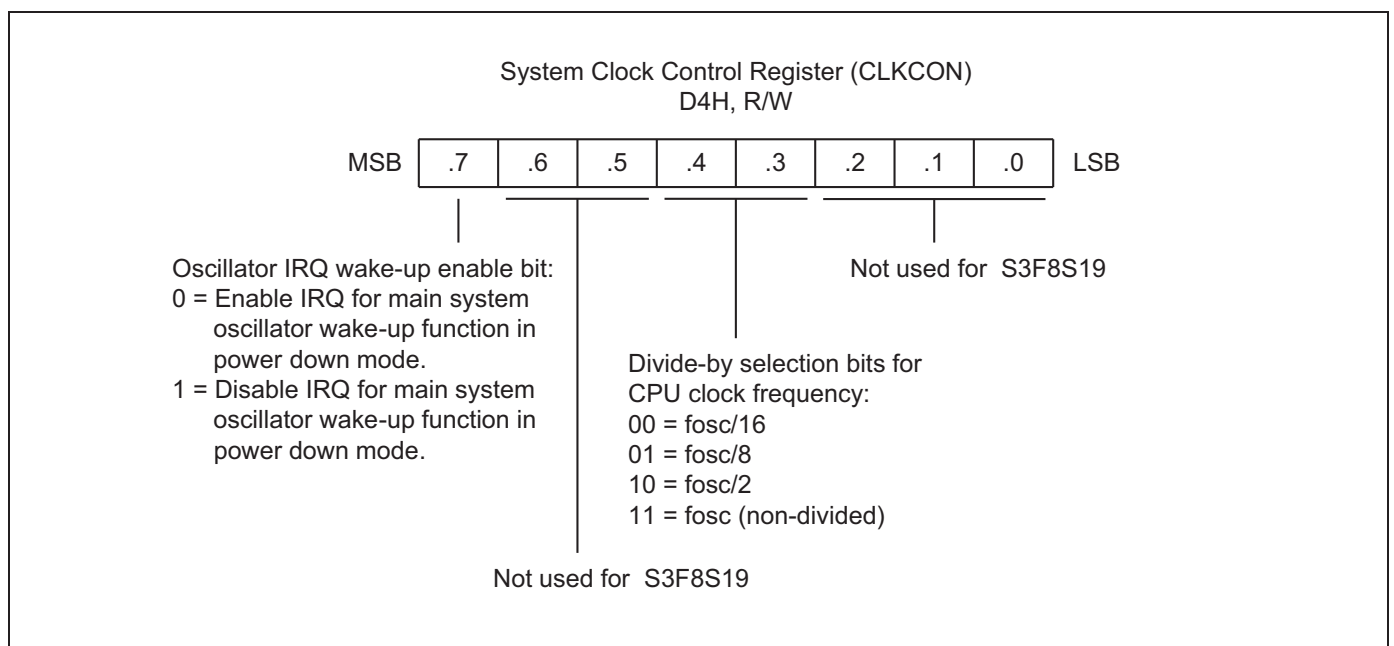 System Clock Control Register (CLKCON)
D4H, R/W
MSB .7 .6 .5 .4 .3 .2 .1 .0 LSB
Oscillator IRQ wake-up enable bit:
0 = Enable IRQ for main system
oscillator wake-up function in
power down mode.
1 = Disable IRQ for main system
oscillator wake-up function in
power down mode.
Not used for S3F8S19
Divide-by selection bits for
CPU clock frequency:
00 = fosc/16
01 = fosc/8
10 = fosc/2
11 = fosc (non-divided)
Not used for S3F8S19